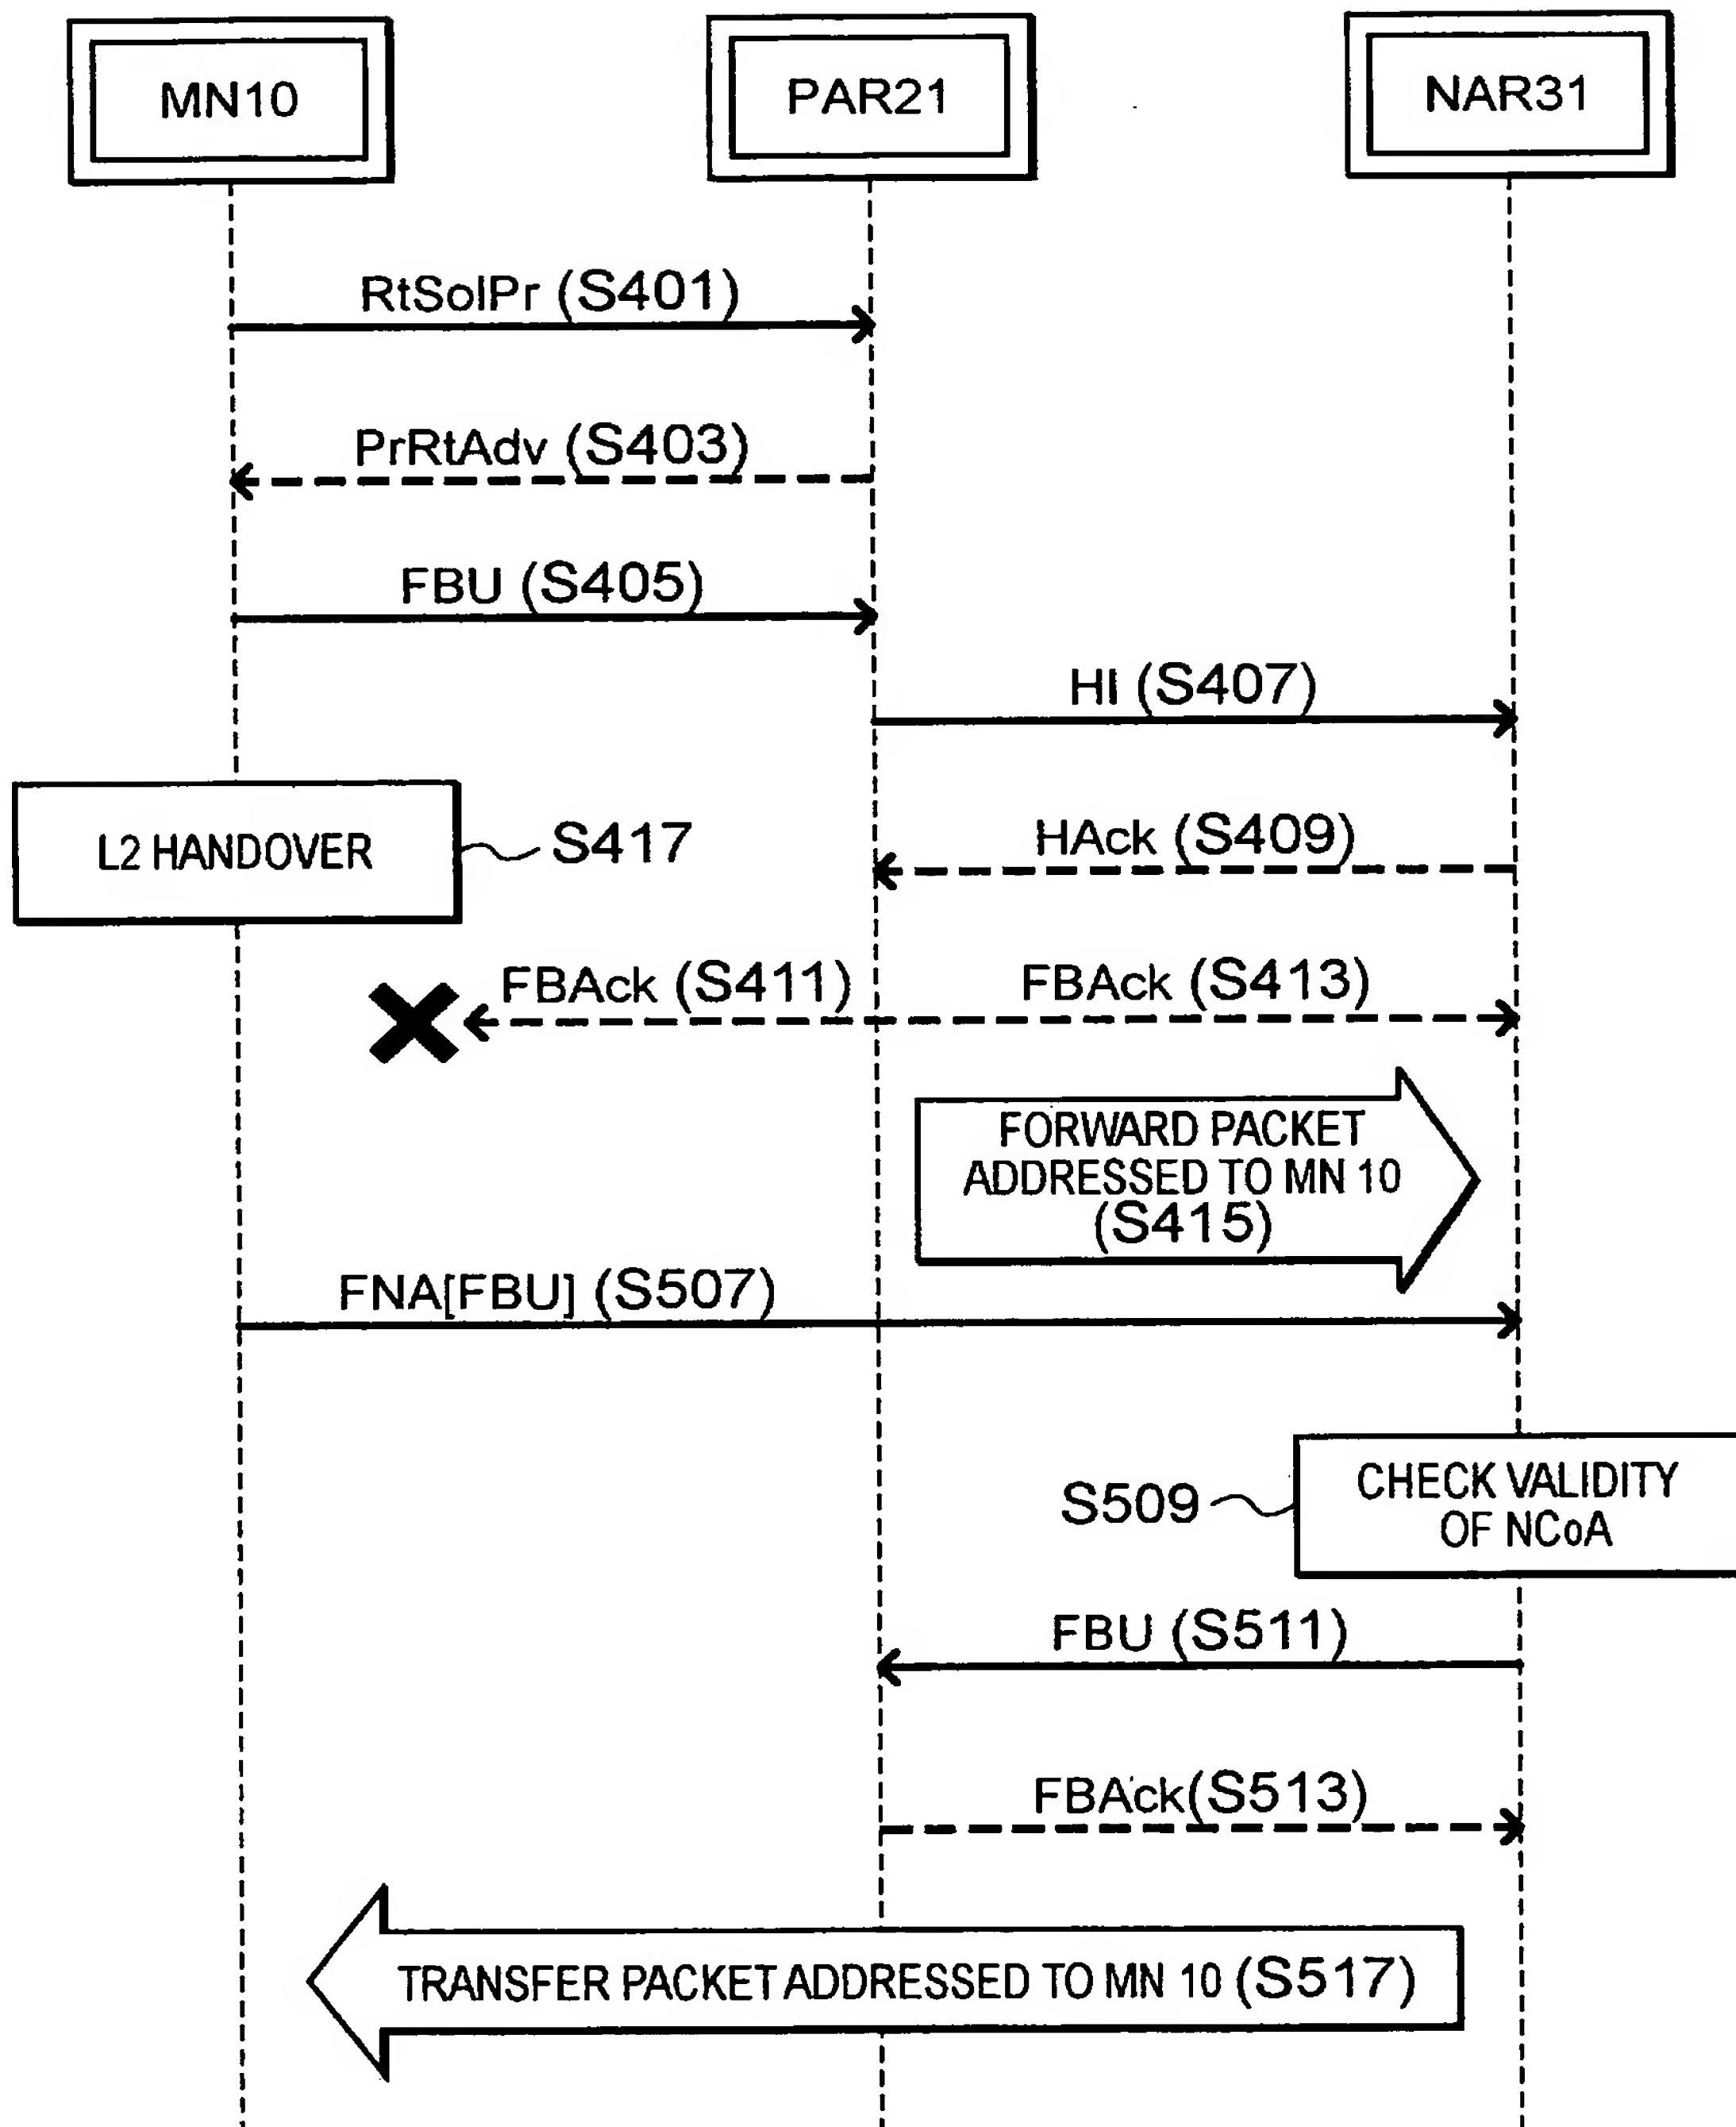 MN10
PAR21
NAR31
RtSolPr (S401)
PrRtAdv (S403)
FBU (S405)
HI (S407)
L2 HANDOVER
S417
HAck (S409)
FBAck (S411)
FBAck (S413)
FORWARD PACKET
ADDRESSED TO MN 10
(S415)
FNA[FBU] (S507)
S509
CHECK VALIDITY
OF NCoA
FBU (S511)
FBAck(S513)
TRANSFER PACKET ADDRESSED TO MN 10 (S517)